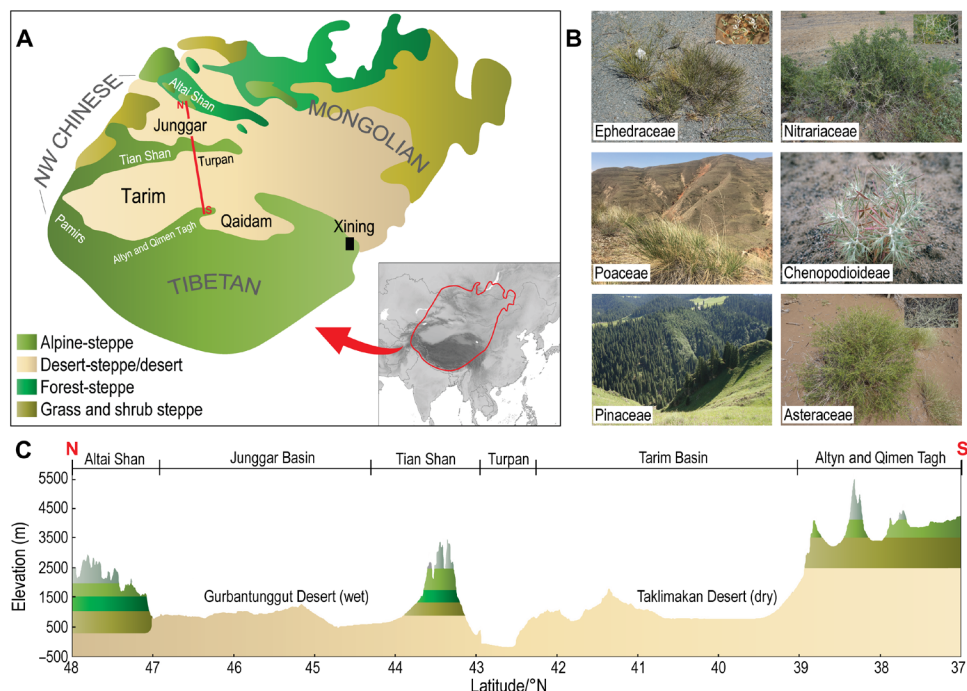 A
NW CHINESE
Altai Shan
N
Junggar
MONGOLIAN
Tian Shan
Turpan
Tarim
S
Qaidam
Pamirs
Altyn and Qimen Tagh
Xining
TIBETAN
Alpine-steppe
Desert-steppe/desert
Forest-steppe
Grass and shrub steppe
B
Ephedraceae
Nitrariaceae
Poaceae
Chenopodioideae
Pinaceae
Asteraceae
C
N
S
Altai Shan
Junggar Basin
Tian Shan
Turpan
Tarim Basin
Altyn and Qimen Tagh
Elevation (m)
5500
4500
3500
2500
1500
500
−500
Gurbantunggut Desert (wet)
Taklimakan Desert (dry)
48 47 46 45 44 43 42 41 40 39 38 37
Latitude/°N